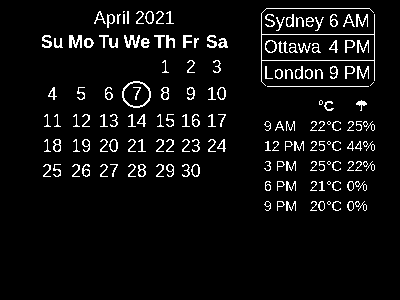 April 2021
Su Mo Tu We Th Fr Sa
1 2 3
4 5 6 7 8 9 10
11 12 13 14 15 16 17
18 19 20 21 22 23 24
25 26 27 28 29 30
Sydney 6 AM
Ottawa 4 PM
London 9 PM
°C ☂
9 AM 22°C 25%
12 PM 25°C 44%
3 PM 25°C 22%
6 PM 21°C 0%
9 PM 20°C 0%